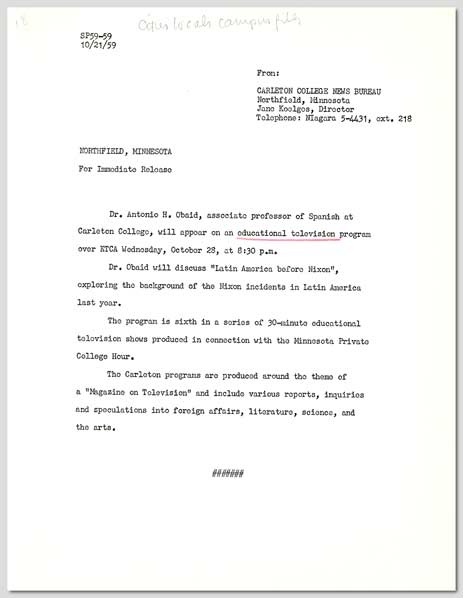 copies locals campus files
SP59-59
10/21/59
From:
CARLETON COLLEGE NEWS BUREAU
Northfield, Minnesota
Jane Koelges, Director
Telephone: NIagara 5-4431, ext. 218
NORTHFIELD, MINNESOTA
For Immediate Release
Dr. Antonio H. Obaid, associate professor of Spanish at
Carleton College, will appear on an educational television program
over KTCA Wednesday, October 28, at 8:30 p.m.
Dr. Obaid will discuss "Latin America before Nixon",
exploring the background of the Nixon incidents in Latin America
last year.
The program is sixth in a series of 30-minute educational
television shows produced in connection with the Minnesota Private
College Hour.
The Carleton programs are produced around the theme of
a "Magazine on Television" and include various reports, inquiries
and speculations into foreign affairs, literature, science, and
the arts.
#######